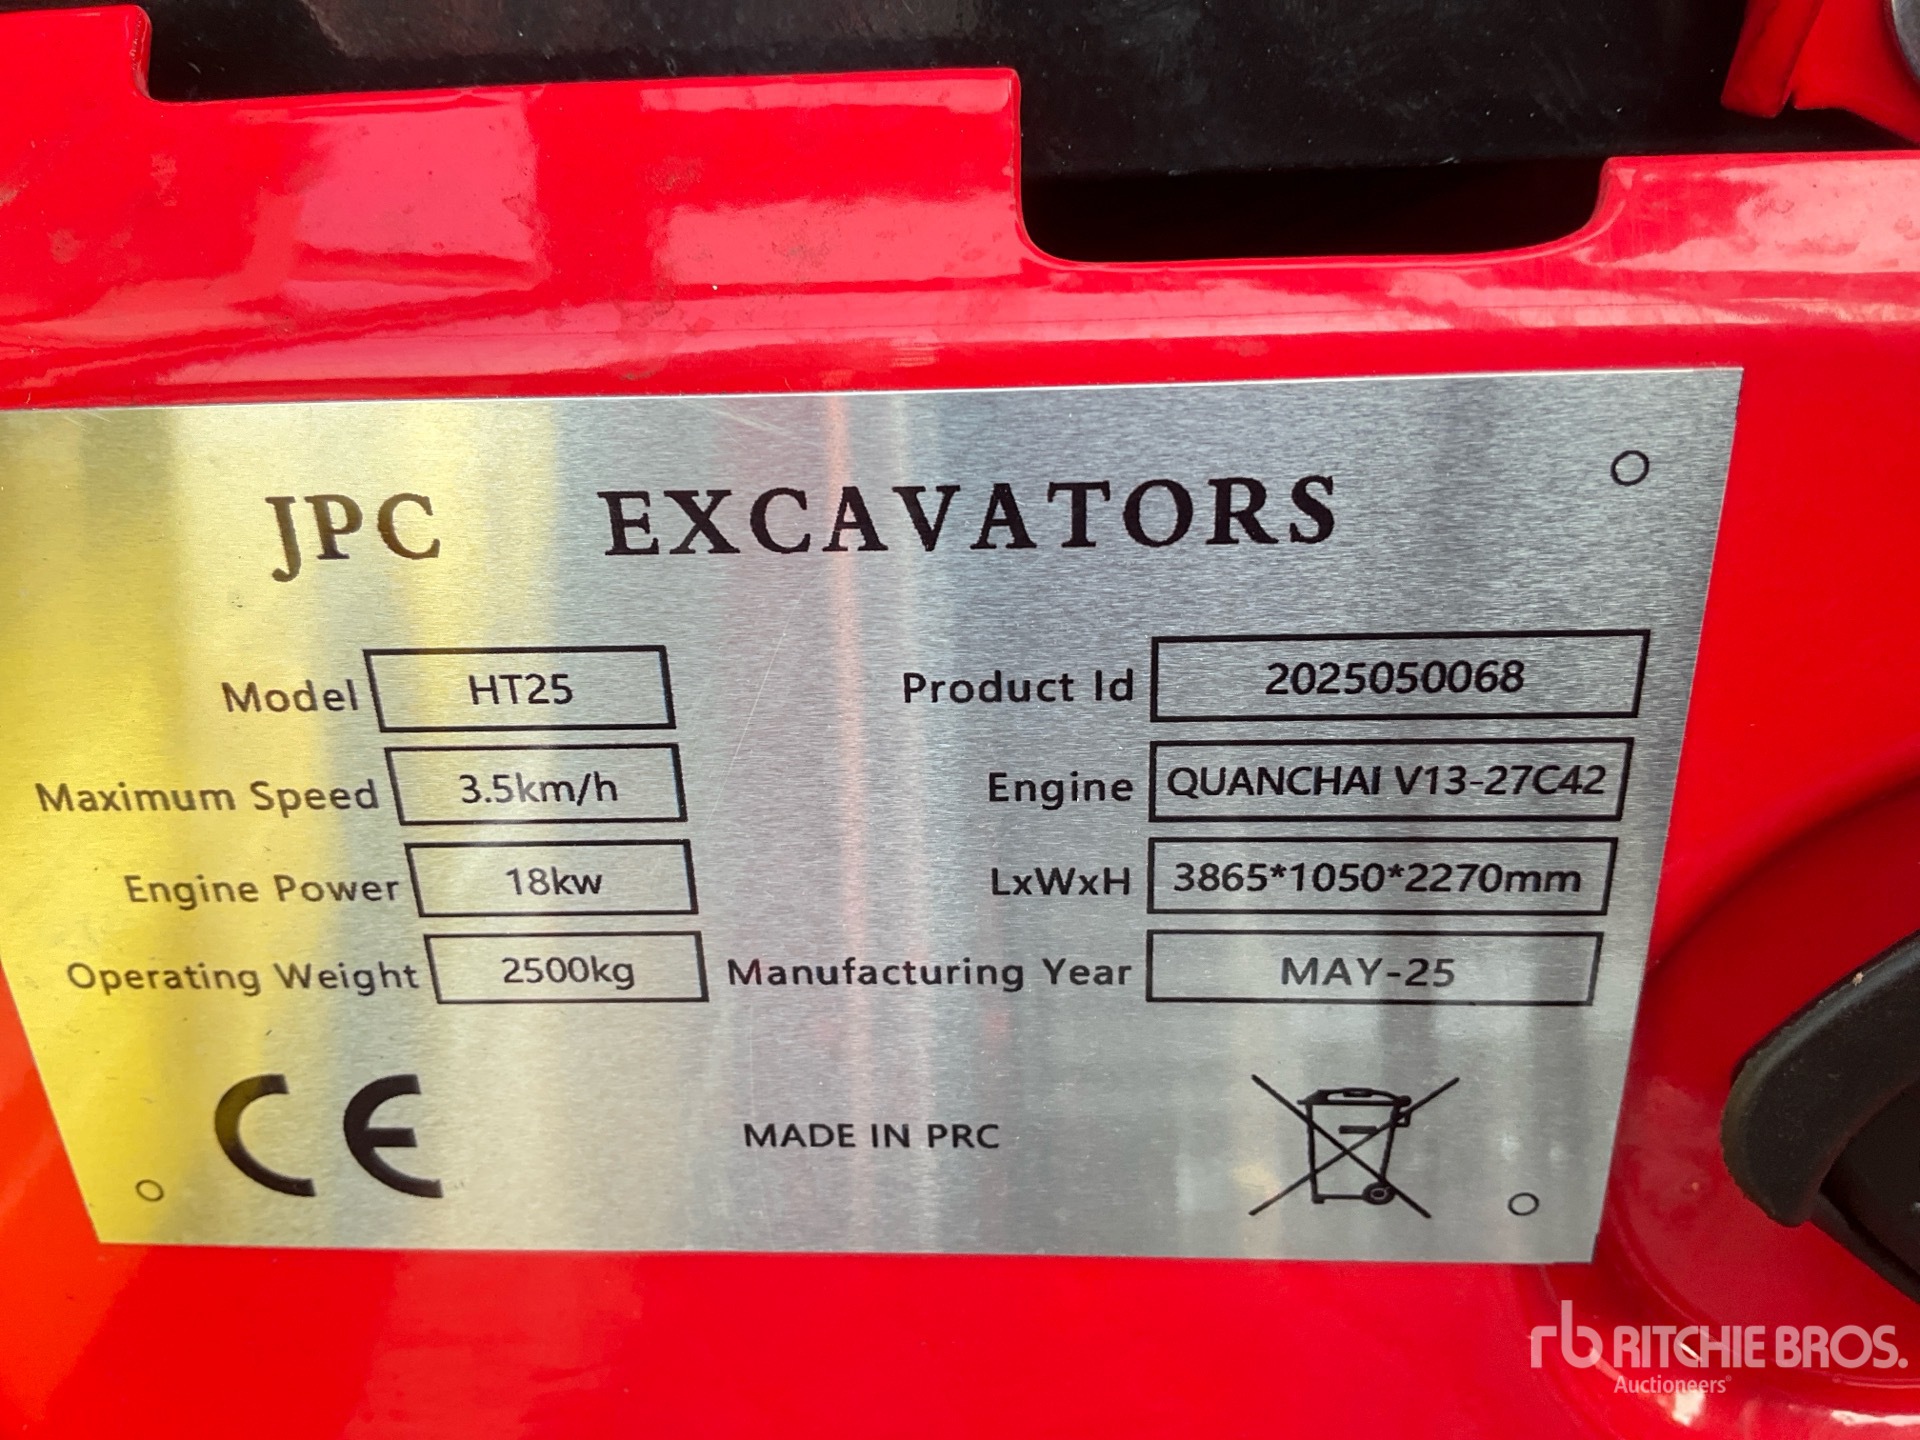 JPC EXCAVATORS
Model HT25
Product Id 2025050068
Maximum Speed 3.5km/h
Engine QUANCHAI V13-27C42
Engine Power 18kw
LxWxH 3865*1050*2270mm
Operating Weight 2500kg
Manufacturing Year MAY-25
CE
MADE IN PRC
rb RITCHIE BROS.
Auctioneers